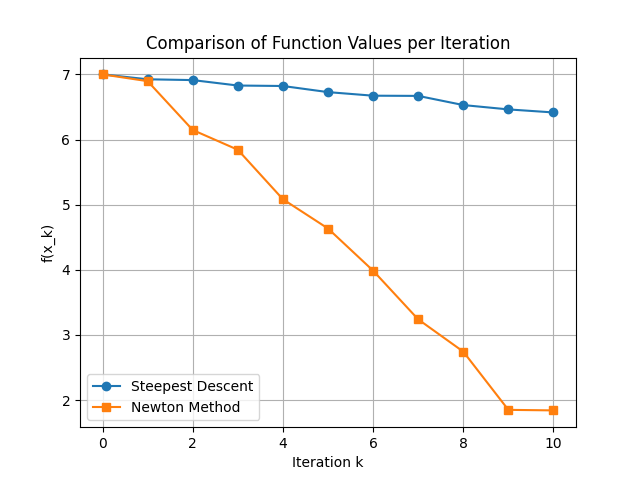 Comparison of Function Values per Iteration
7
6
5
4
3
2
f(x_k)
Steepest Descent
Newton Method
0 2 4 6 8 10
Iteration k